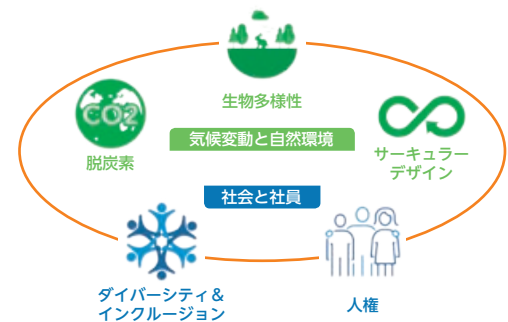 生物多様性
CO2
脱炭素
気候変動と自然環境
サーキュラー
デザイン
社会と社員
ダイバーシティ&
インクルージョン
人権